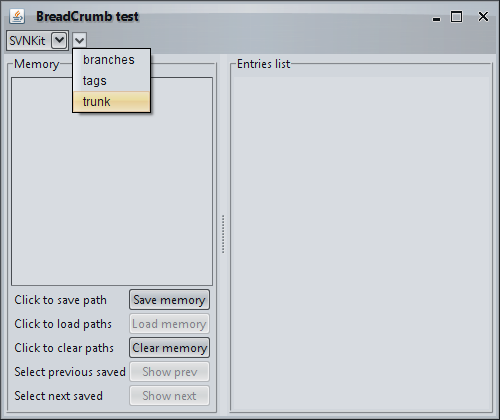 BreadCrumb test
SVNKit
branches
tags
trunk
Memory
Entries list
Click to save path Save memory
Click to load paths Load memory
Click to clear paths Clear memory
Select previous saved Show prev
Select next saved Show next